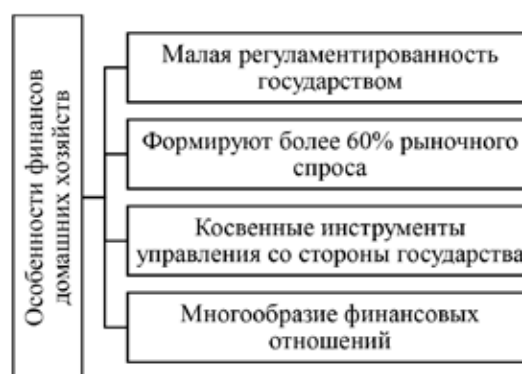 Особенности финансов
домашних хозяйств
Малая регламентированность
государством
Формируют более 60% рыночного
спроса
Косвенные инструменты
управления со стороны государства
Многообразие финансовых
отношений